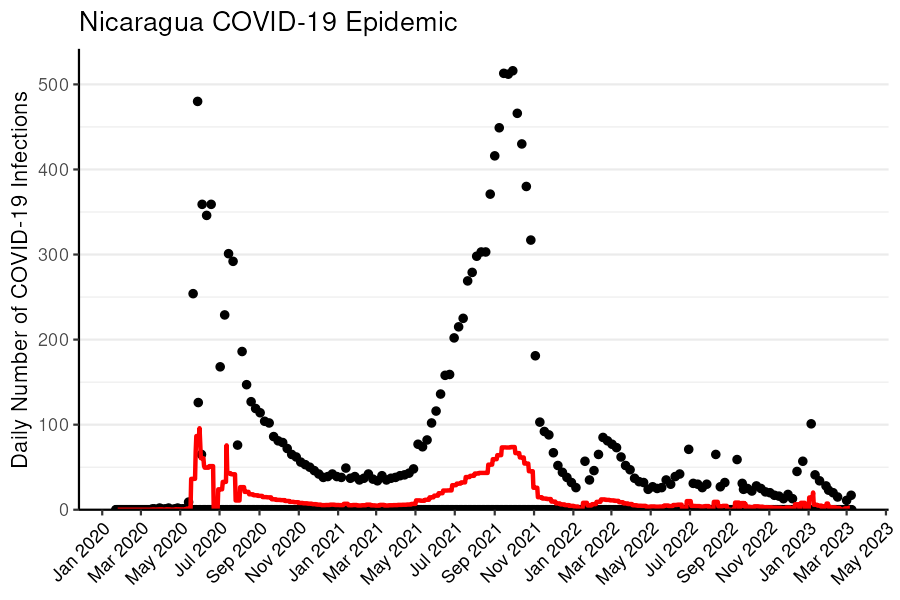 Nicaragua COVID-19 Epidemic
Daily Number of COVID-19 Infections
500
400
300
200
100
0
Jan 2020
Mar 2020
May 2020
Jul 2020
Sep 2020
Nov 2020
Jan 2021
Mar 2021
May 2021
Jul 2021
Sep 2021
Nov 2021
Jan 2022
Mar 2022
May 2022
Jul 2022
Sep 2022
Nov 2022
Jan 2023
Mar 2023
May 2023